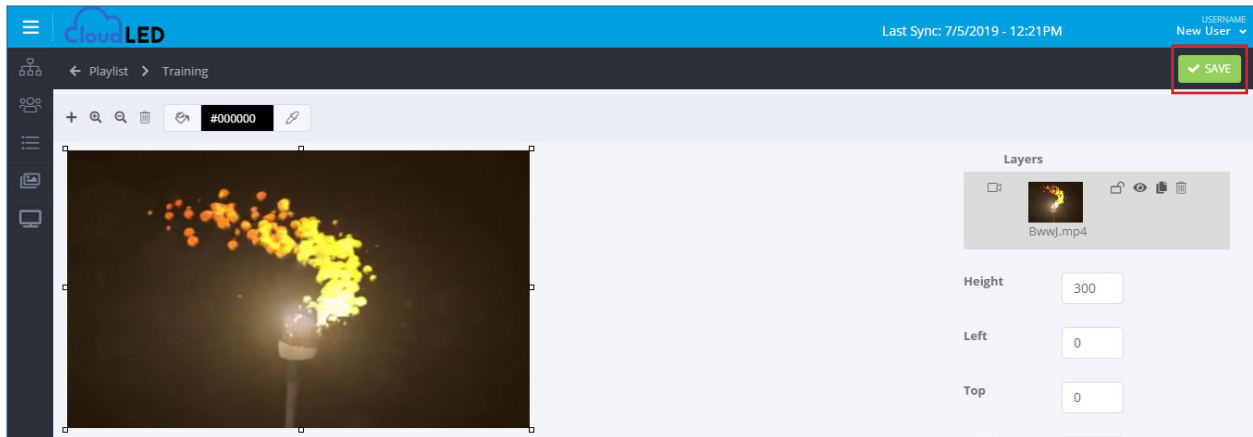 CloudLED
Last Sync: 7/5/2019 - 12:21PM
USERNAME
New User
Playlist
Training
SAVE
#000000
Layers
BwwJ.mp4
Height
300
Left
0
Top
0